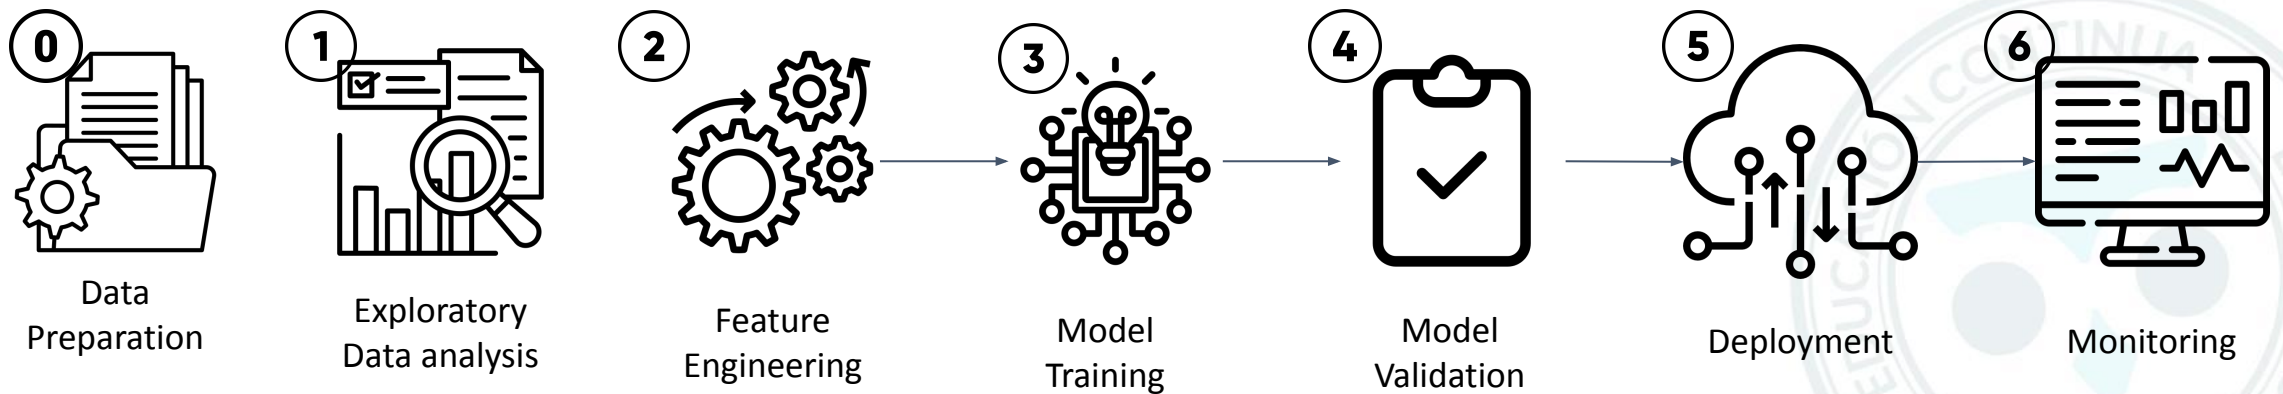 0
Data
Preparation
1
Exploratory
Data analysis
2
Feature
Engineering
3
Model
Training
4
Model
Validation
5
Deployment
6
Monitoring
CONTINUA